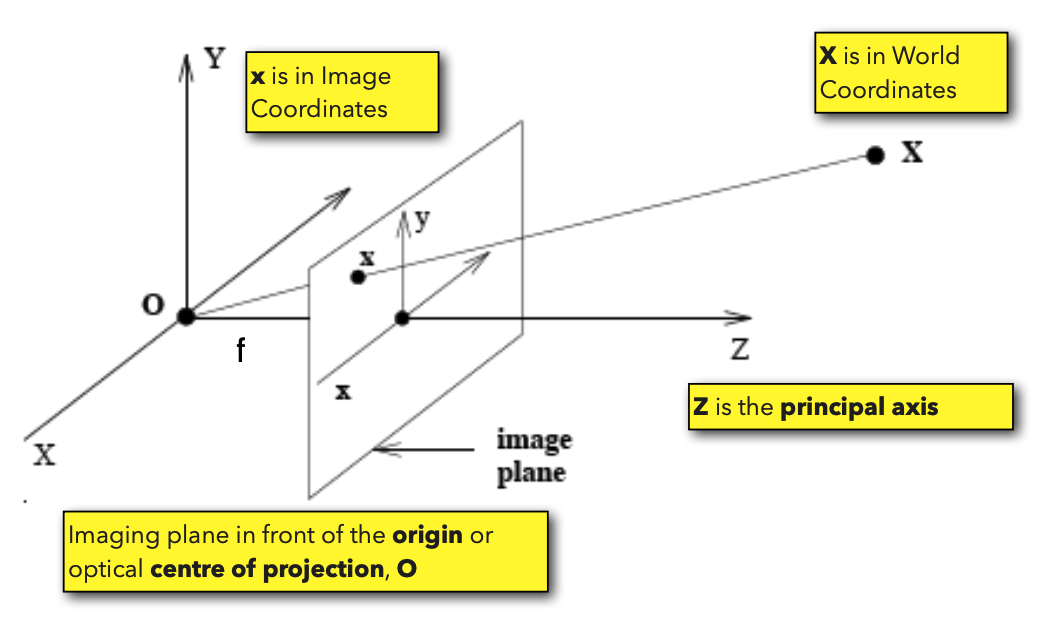 Y
x is in Image
Coordinates
X is in World
Coordinates
X
y
x
O
f
Z
x
X
Z is the principal axis
image
plane
Imaging plane in front of the origin or
optical centre of projection, O